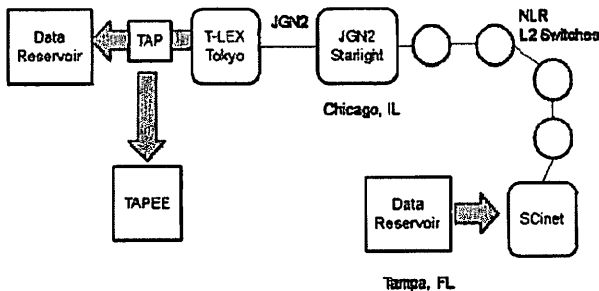 Data
Reservoir
TAP
T-LEX
Tokyo
JGN2
JGN2
Starlight
NLR
L2 Switches
Chicago, IL
TAPEE
Data
Reservoir
SCinet
Tampa, FL